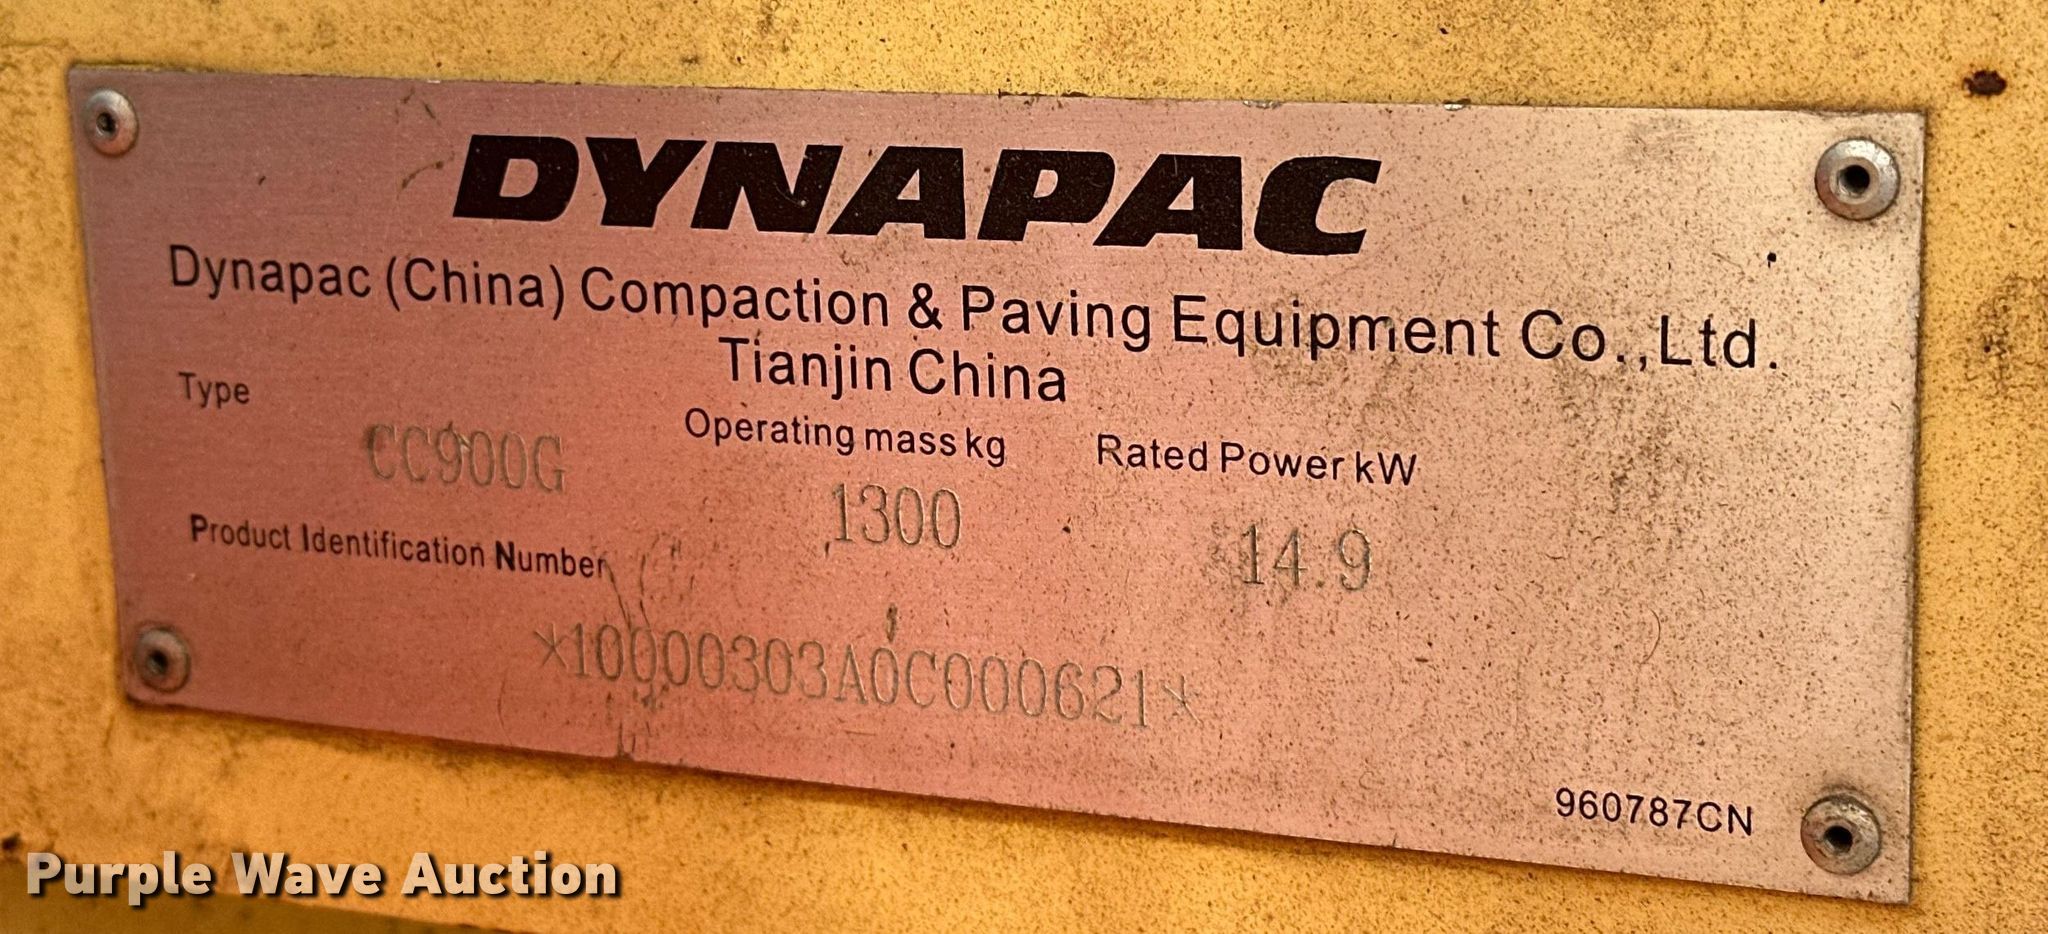 DYNAPAC
Dynapac (China) Compaction & Paving Equipment Co.,Ltd.
Tianjin China
Type
Operating mass kg
Rated Power kW
CC900G
1300
14.9
Product Identification Number
*10000303A0C000621*
960787CN
Purple Wave Auction